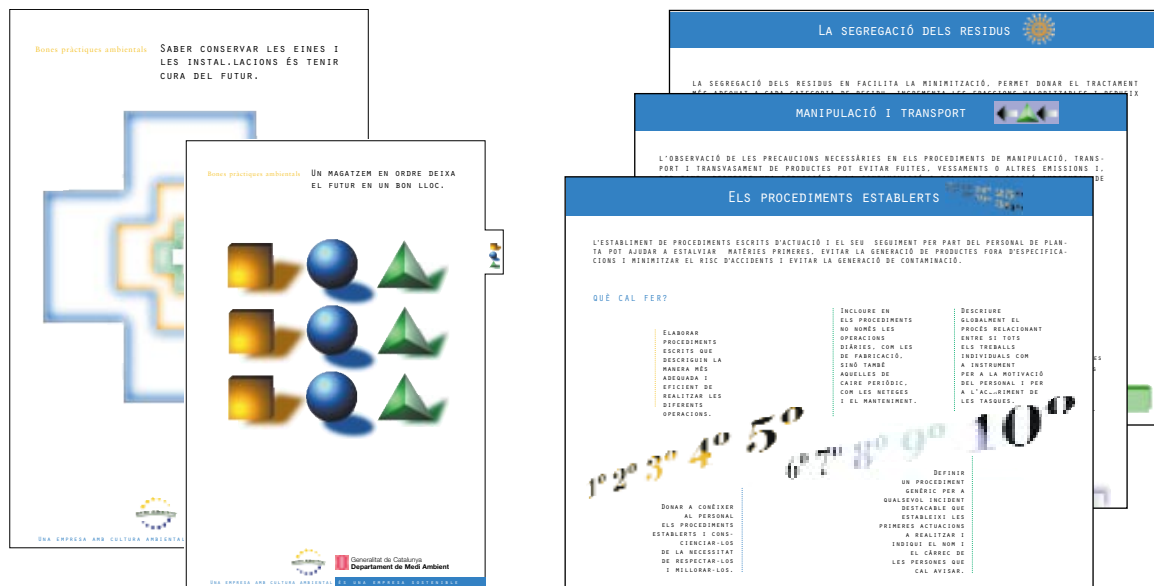 Bones pràctiques ambientals
SABER CONSERVAR LES EINES I
LES INSTAL.LACIONS ÉS TENIR
CURA DEL FUTUR.
UNA EMPRESA AMB CULTURA AMBIENTAL
Bones pràctiques ambientals
UN MAGATZEM EN ORDRE DEIXA
EL FUTUR EN UN BON LLOC.
Generalitat de Catalunya
Departament de Medi Ambient
UNA EMPRESA AMB CULTURA AMBIENTAL ÉS UNA EMPRESA SOSTENIBLE
LA SEGREGACIÓ DELS RESIDUS
LA SEGREGACIÓ DELS RESIDUS EN FACILITA LA MINIMITZACIÓ, PERMET DONAR EL TRACTAMENT
MANIPULACIÓ I TRANSPORT
L'OBSERVACIÓ DE LES PRECAUCIONS NECESSÀRIES EN ELS PROCEDIMENTS DE MANIPULACIÓ, TRANS-
PORT I TRANSVASAMENT DE PRODUCTES POT EVITAR FUITES, VESSAMENTS O ALTRES EMISSIONS I,
DE
ELS PROCEDIMENTS ESTABLERTS
L'ESTABLIMENT DE PROCEDIMENTS ESCRITS D'ACTUACIÓ I EL SEU SEGUIMENT PER PART DEL PERSONAL DE PLAN-
TA POT AJUDAR A ESTALVIAR MATÈRIES PRIMERES, EVITAR LA GENERACIÓ DE PRODUCTES FORA D'ESPECIFICA-
CIONS I MINIMITZAR EL RISC D'ACCIDENTS I EVITAR LA GENERACIÓ DE CONTAMINACIÓ.
QUÈ CAL FER?
ELABORAR
PROCEDIMENTS
ESCRITS QUE
DESCRIGUIN LA
MANERA MÉS
ADEQUADA I
EFICIENT DE
REALITZAR LES
DIFERENTS
OPERACIONS.
INCLOURE EN
ELS PROCEDIMENTS
NO NOMÉS LES
OPERACIONS
DIÀRIES, COM LES
DE FABRICACIÓ,
SINÓ TAMBÉ
AQUELLES DE
CAIRE PERIÒDIC,
COM LES NETEGES
I EL MANTENIMENT.
DESCRIURE
GLOBALMENT EL
PROCÉS RELACIONANT
ENTRE SI TOTS
ELS TREBALLS
INDIVIDUALS COM
A INSTRUMENT
PER A LA MOTIVACIÓ
DEL PERSONAL I PER
A
LES TASQUES.
1º 2º 3º 4º 5º 6º 7º 8º 9º 10º
DONAR A CONÈIXER
AL PERSONAL
ELS PROCEDIMENTS
ESTABLERTS I CONS-
CIENCIAR-LOS
DE LA NECESSITAT
DE RESPECTAR-LOS
I MILLORAR-LOS.
DEFINIR
UN PROCEDIMENT
GENÈRIC PER A
QUALSEVOL INCIDENT
DESTACABLE QUE
ESTABLEIXI LES
PRIMERES ACTUACIONS
A REALITZAR I
INDIQUI EL NOM I
EL CÀRREC DE
LES PERSONES QUE
CAL AVISAR.